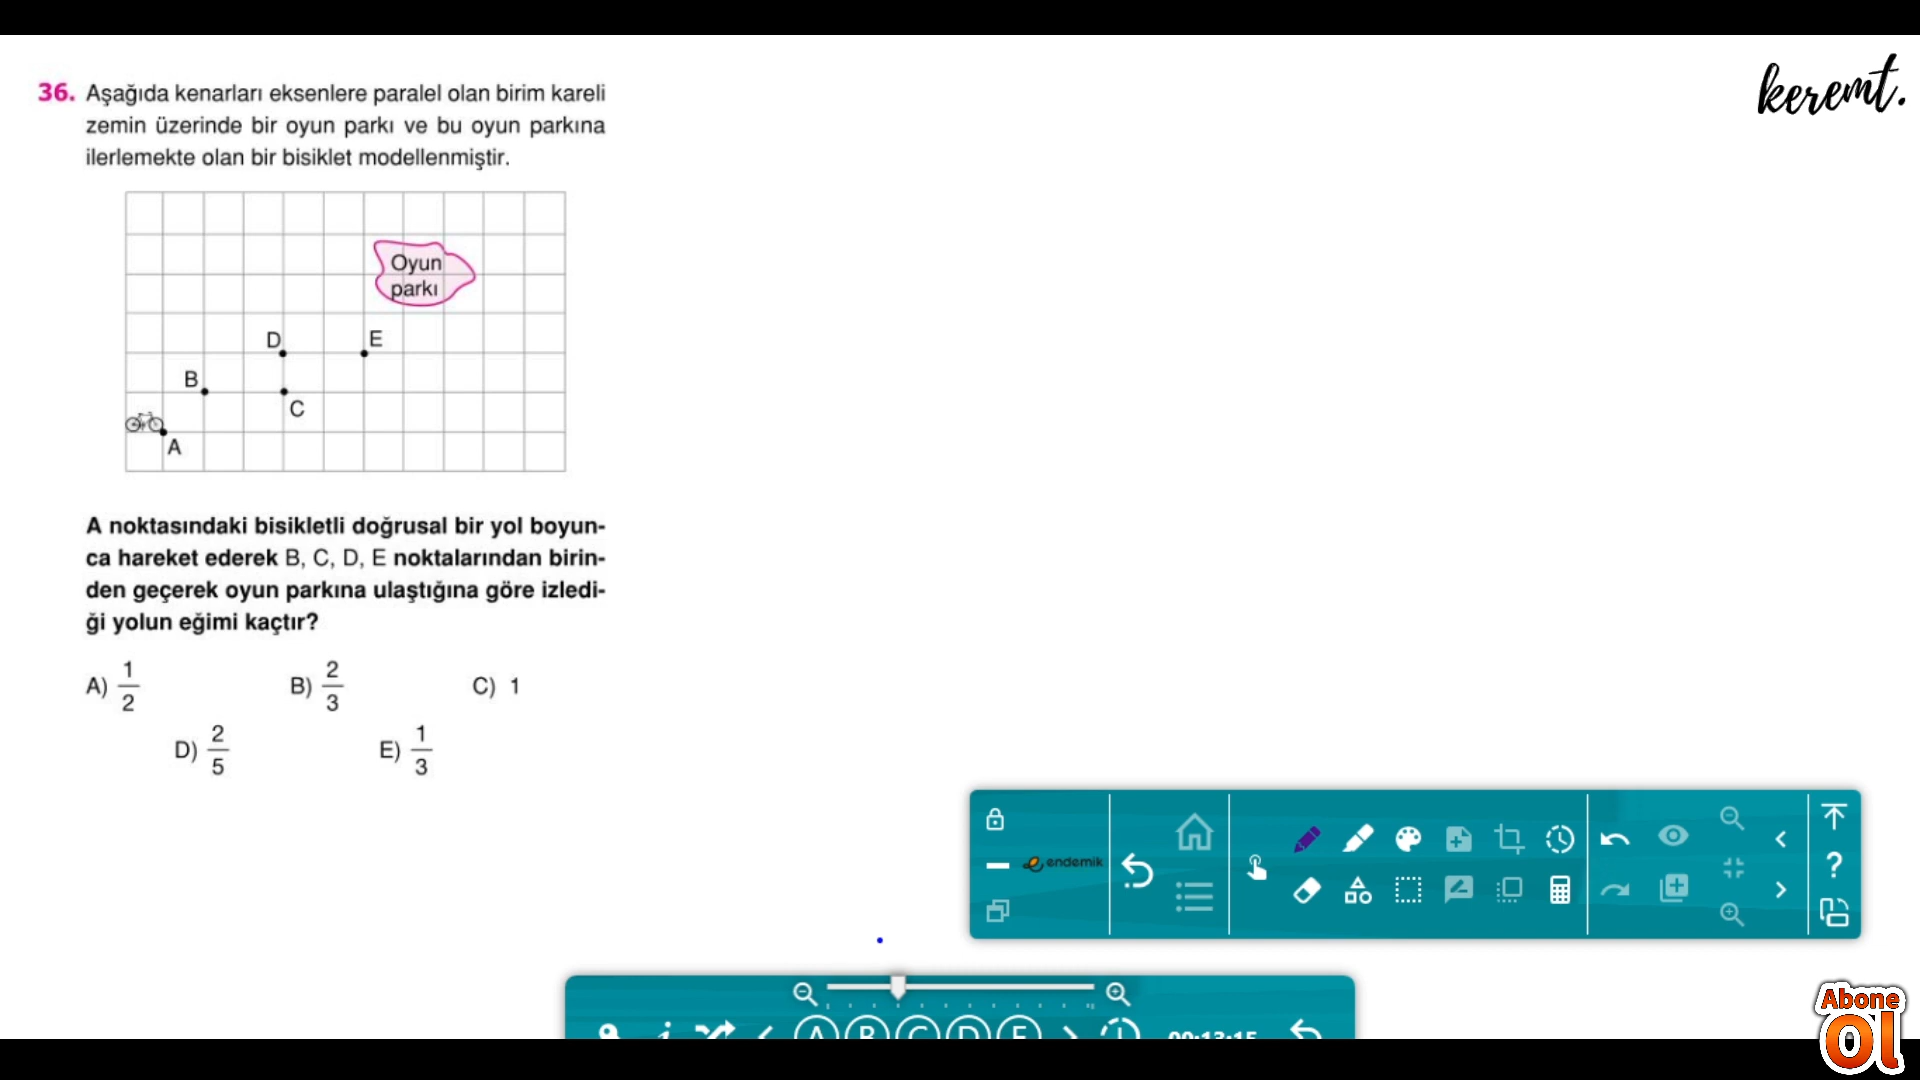 keremt.
36. Aşağıda kenarları eksenlere paralel olan birim kareli
zemin üzerinde bir oyun parkı ve bu oyun parkına
ilerlemekte olan bir bisiklet modellenmiştir.
Oyun
parkı
D
E
B
C
A
A noktasındaki bisikletli doğrusal bir yol boyun-
ca hareket ederek B, C, D, E noktalarından birin-
den geçerek oyun parkına ulaştığına göre izledi-
ği yolun eğimi kaçtır?
A) 1/2 B) 2/3 C) 1
D) 2/5 E) 1/3
endemik
?
A B C D E 00:13:15
Abone
Ol